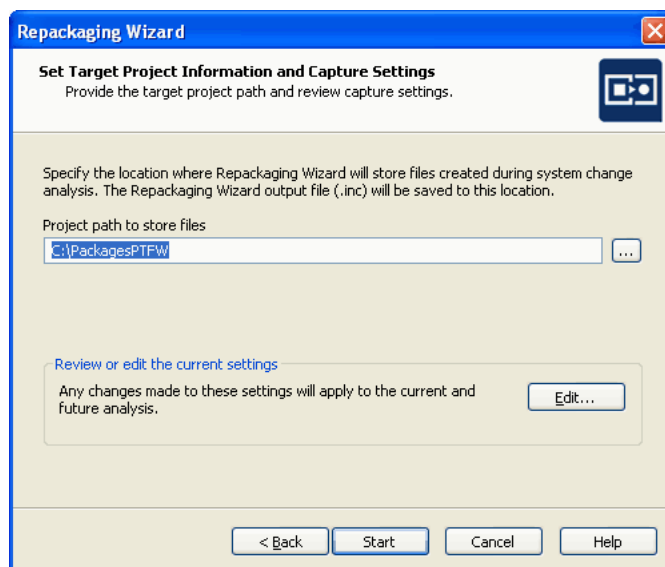 Repackaging Wizard
Set Target Project Information and Capture Settings
Provide the target project path and review capture settings.
Specify the location where Repackaging Wizard will store files created during system change
analysis. The Repackaging Wizard output file (.inc) will be saved to this location.
Project path to store files
C:\PackagesPTFW
...
Review or edit the current settings
Any changes made to these settings will apply to the current and
future analysis.
Edit...
< Back
Start
Cancel
Help